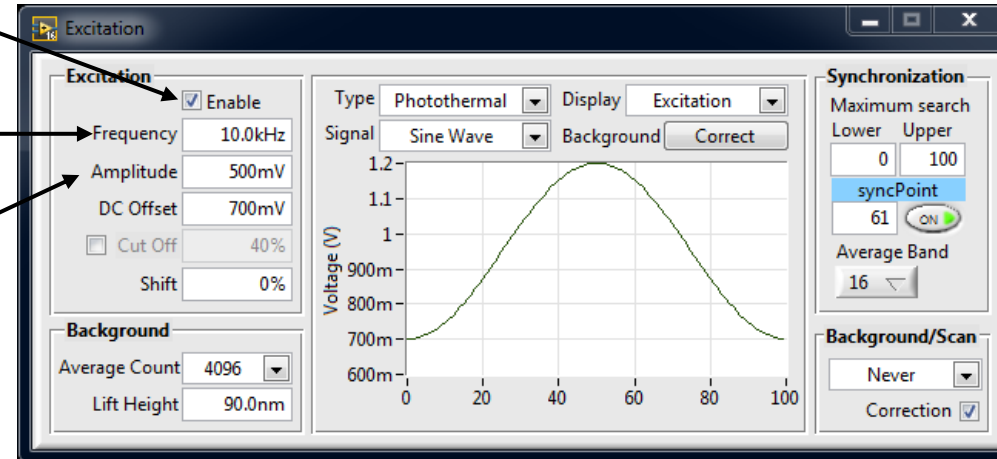 Excitation
Excitation
Enable
Frequency 10.0kHz
Amplitude 500mV
DC Offset 700mV
Cut Off 40%
Shift 0%
Background
Average Count 4096
Lift Height 90.0nm
Type Photothermal Display Excitation
Signal Sine Wave Background Correct
Voltage (V)
1.2
1.1
1
900m
800m
700m
600m
0 20 40 60 80 100
Synchronization
Maximum search
Lower Upper
0 100
syncPoint
61 ON
Average Band
16
Background/Scan
Never
Correction